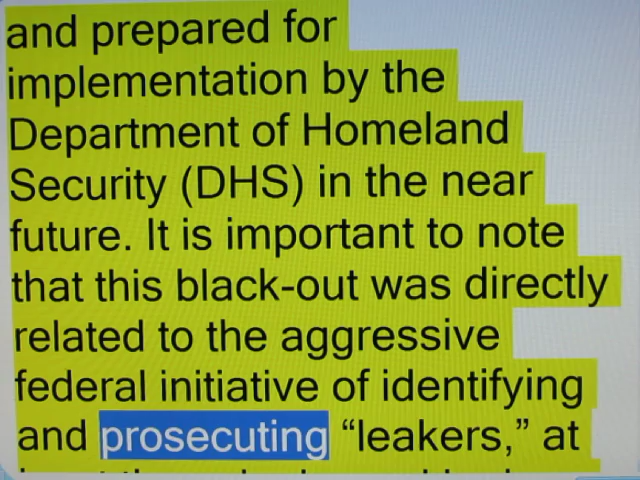 and prepared for
implementation by the
Department of Homeland
Security (DHS) in the near
future. It is important to note
that this black-out was directly
related to the aggressive
federal initiative of identifying
and prosecuting “leakers,” at